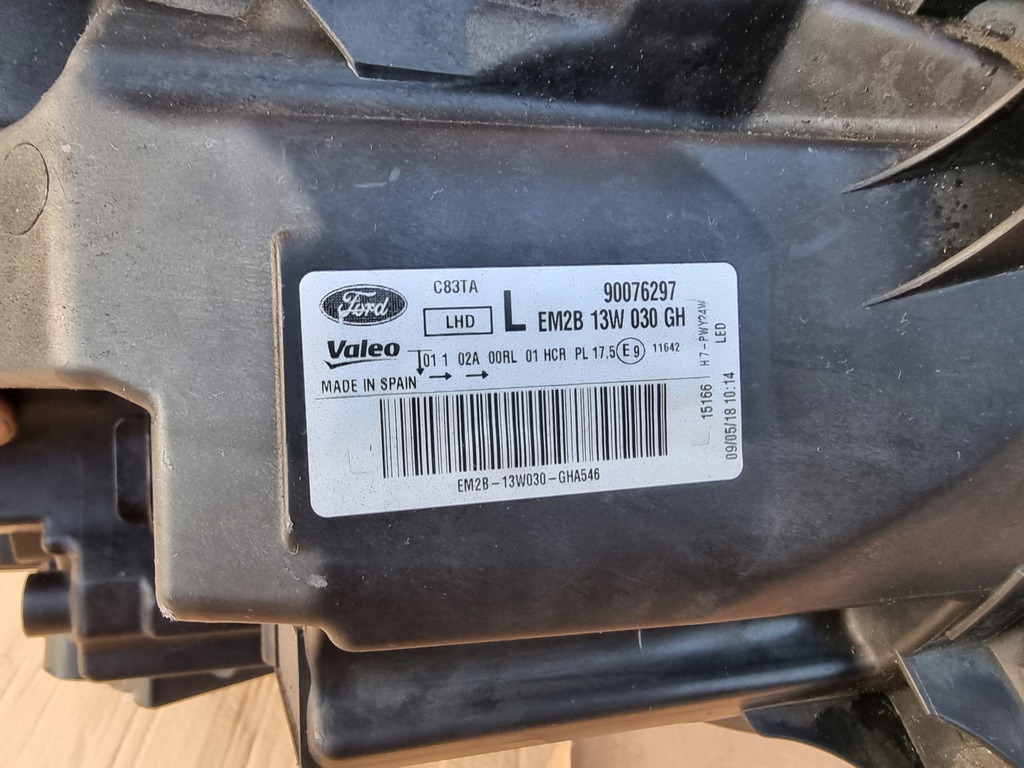 Ford
C83TA
L
90076297
LHD
EM2B 13W 030 GH
Valeo
01 1 02A 00RL 01 HCR PL 17.5 E9 11642
MADE IN SPAIN
EM2B-13W030-GHA546
15166 H7-PWY24W
LED
09/05/18 10:14